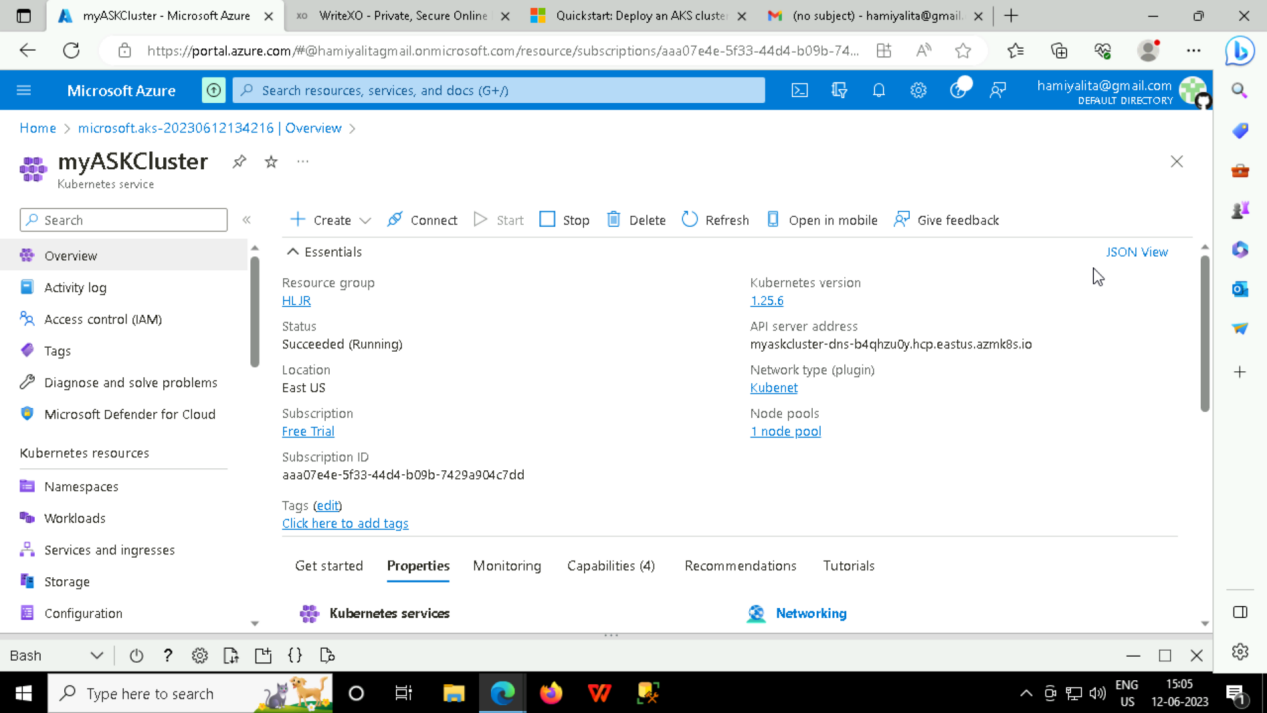 myASKCluster - Microsoft Azure
WriteXO - Private, Secure Online
Quickstart: Deploy an AKS cluster
(no subject) - hamiyalita@gmail.
https://portal.azure.com/#@hamiyalitagmail.onmicrosoft.com/resource/subscriptions/aaa07e4e-5f33-44d4-b09b-74...
Microsoft Azure
Search resources, services, and docs (G+/)
hamiyalita@gmail.com
DEFAULT DIRECTORY
Home > microsoft.aks-20230612134216 | Overview >
myASKCluster
Kubernetes service
Search
Create
Connect
Start
Stop
Delete
Refresh
Open in mobile
Give feedback
Overview
Activity log
Access control (IAM)
Tags
Diagnose and solve problems
Microsoft Defender for Cloud
Kubernetes resources
Namespaces
Workloads
Services and ingresses
Storage
Configuration
Essentials
JSON View
Resource group
HLJR
Status
Succeeded (Running)
Location
East US
Subscription
Free Trial
Subscription ID
aaa07e4e-5f33-44d4-b09b-7429a904c7dd
Tags (edit)
Click here to add tags
Kubernetes version
1.25.6
API server address
myaskcluster-dns-b4qhzu0y.hcp.eastus.azmk8s.io
Network type (plugin)
Kubenet
Node pools
1 node pool
Get started
Properties
Monitoring
Capabilities (4)
Recommendations
Tutorials
Kubernetes services
Networking
Bash
Type here to search
ENG
US
15:05
12-06-2023
1